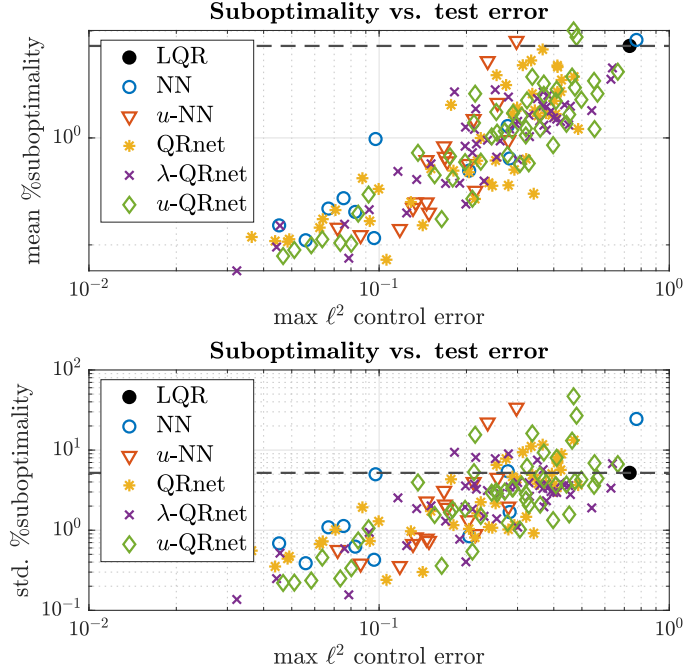 Suboptimality vs. test error
mean %suboptimality
10^0
LQR
NN
u-NN
QRnet
λ-QRnet
u-QRnet
10^-2
10^-1
10^0
max ℓ^2 control error
Suboptimality vs. test error
std. %suboptimality
10^2
10^1
10^0
10^-1
LQR
NN
u-NN
QRnet
λ-QRnet
u-QRnet
10^-2
10^-1
10^0
max ℓ^2 control error